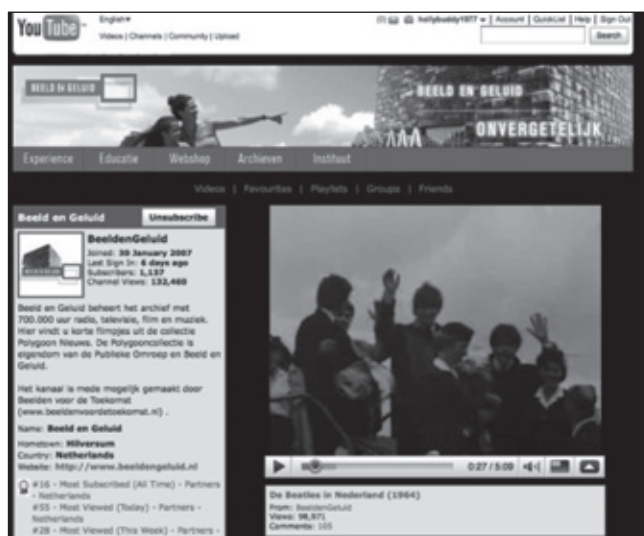 You Tube
English
Videos | Channels | Community | Upload
(0) hollybuddy1977 | Account | QuickList | Help | Sign Out
Search
BEELD EN GELUID
BEELD EN GELUID
ONVERGETELIJK
Experience Educatie Webshop Archieven Instituut
Videos | Favourites | Playlists | Groups | Friends
Beeld en Geluid Unsubscribe
BeeldenGeluid
Joined: 30 January 2007
Last Sign In: 6 days ago
Subscribers: 1,137
Channel Views: 132,460
Beeld en Geluid beheert het archief met
700.000 uur radio, televisie, film en muziek.
Hier vindt u korte filmpjes uit de collectie
Polygoon Nieuws. De Polygooncollectie is
eigendom van de Publieke Omroep en Beeld en
Geluid.
Het kanaal is mede mogelijk gemaakt door
Beelden voor de Toekomst
(www.beeldenvoordetoekomst.nl) .
Name: Beeld en Geluid
Hometown: Hilversum
Country: Netherlands
Website: http://www.beeldengeluid.nl
#16 - Most Subscribed (All Time) - Partners
- Netherlands
#55 - Most Viewed (Today) - Partners -
Netherlands
#28 - Most Viewed (This Week) - Partners -
0:27 / 5:09
De Beatles in Nederland (1964)
From: BeeldenGeluid
Views: 98,971
Comments: 105